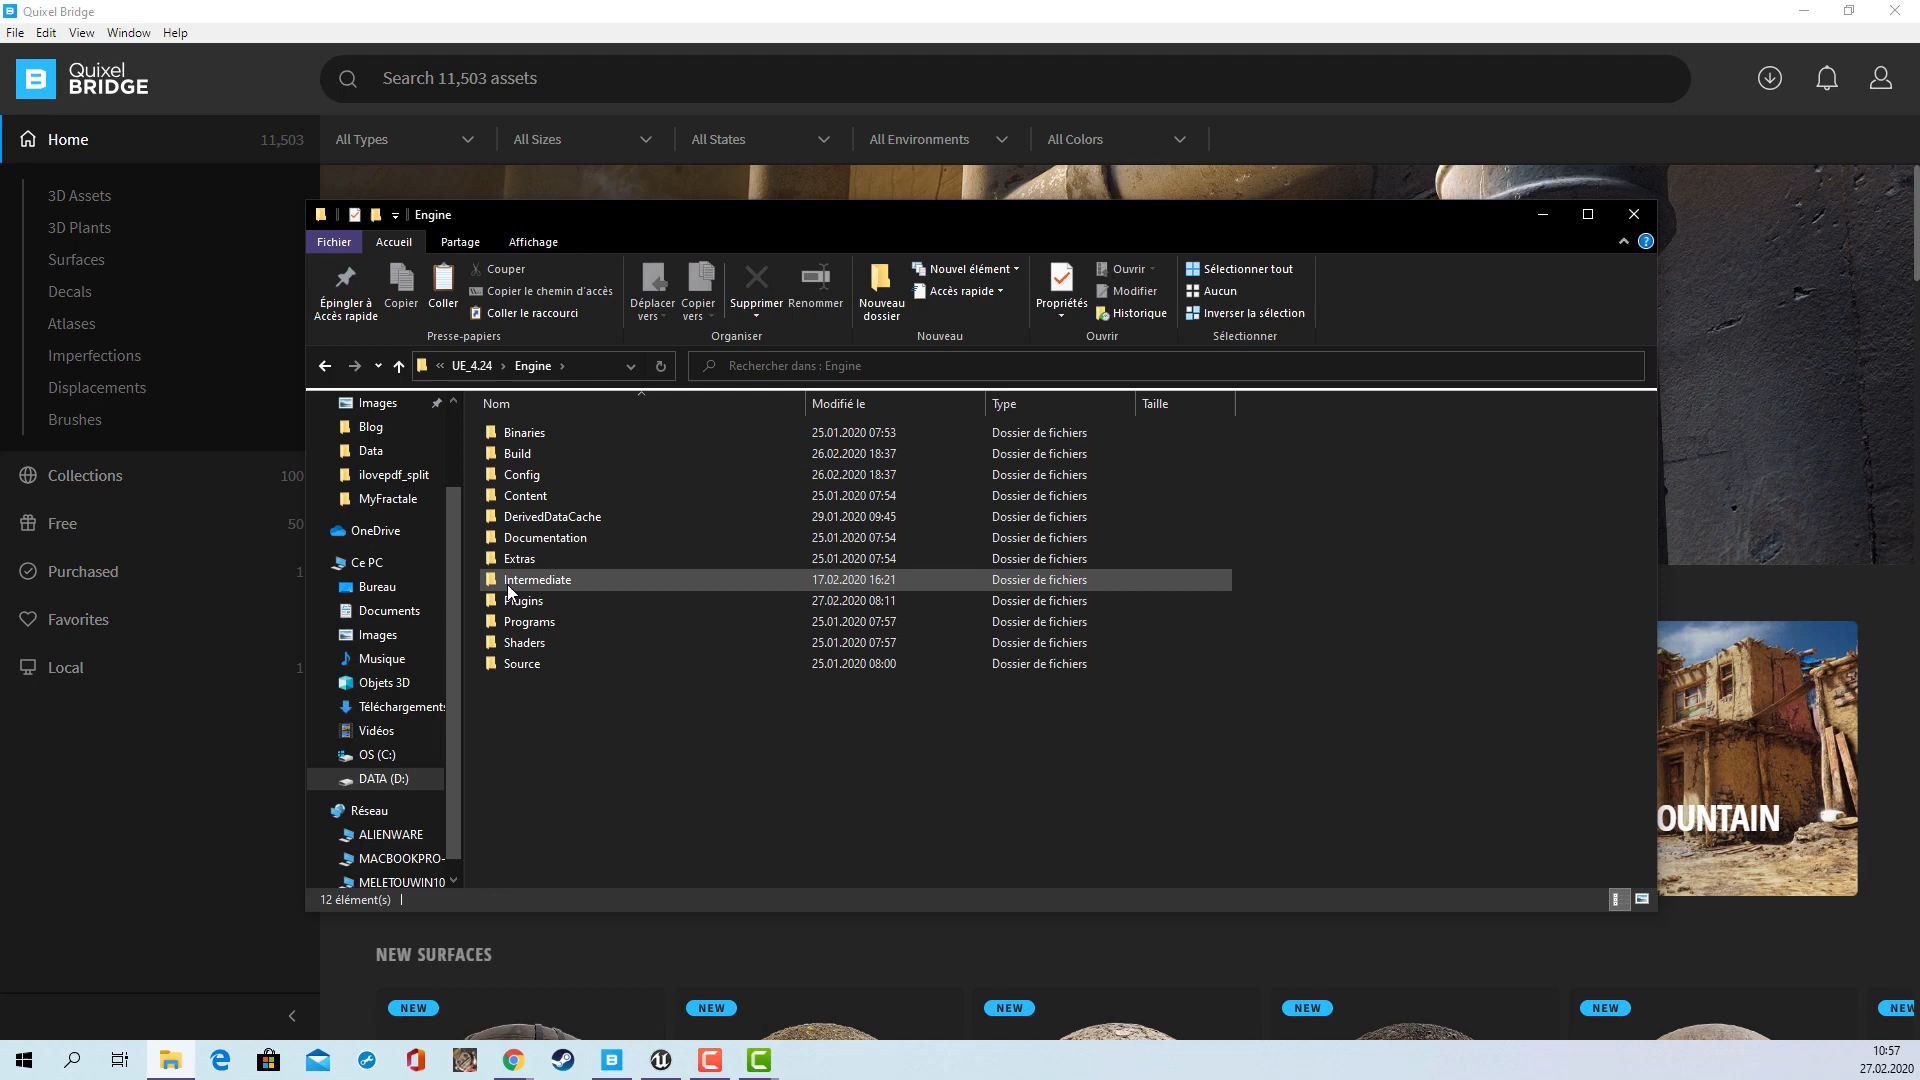 Quixel Bridge
File Edit View Window Help
Quixel
BRIDGE
Search 11,503 assets
Home 11,503
All Types All Sizes All States All Environments All Colors
3D Assets
3D Plants
Surfaces
Decals
Atlases
Imperfections
Displacements
Brushes
Collections 100
Free 50
Purchased 1
Favorites
Local 1
Engine
Fichier Accueil Partage Affichage
Épingler à
Accès rapide
Copier
Coller
Couper
Copier le chemin d'accès
Coller le raccourci
Presse-papiers
Déplacer
vers
Copier
vers
Supprimer
Renommer
Organiser
Nouveau
dossier
Nouvel élément
Accès rapide
Nouveau
Propriétés
Ouvrir
Modifier
Historique
Ouvrir
Sélectionner tout
Aucun
Inverser la sélection
Sélectionner
« UE_4.24 > Engine >
Rechercher dans : Engine
Images
Blog
Data
ilovepdf_split
MyFractale
OneDrive
Ce PC
Bureau
Documents
Images
Musique
Objets 3D
Téléchargements
Vidéos
OS (C:)
DATA (D:)
Réseau
ALIENWARE
MACBOOKPRO-
MELETOUWIN10
Nom Modifié le Type Taille
Binaries 25.01.2020 07:53 Dossier de fichiers
Build 26.02.2020 18:37 Dossier de fichiers
Config 26.02.2020 18:37 Dossier de fichiers
Content 25.01.2020 07:54 Dossier de fichiers
DerivedDataCache 29.01.2020 09:45 Dossier de fichiers
Documentation 25.01.2020 07:54 Dossier de fichiers
Extras 25.01.2020 07:54 Dossier de fichiers
Intermediate 17.02.2020 16:21 Dossier de fichiers
Plugins 27.02.2020 08:11 Dossier de fichiers
Programs 25.01.2020 07:57 Dossier de fichiers
Shaders 25.01.2020 07:57 Dossier de fichiers
Source 25.01.2020 08:00 Dossier de fichiers
12 élément(s)
OUNTAIN
NEW SURFACES
NEW NEW NEW NEW NEW NEW
10:57
27.02.2020